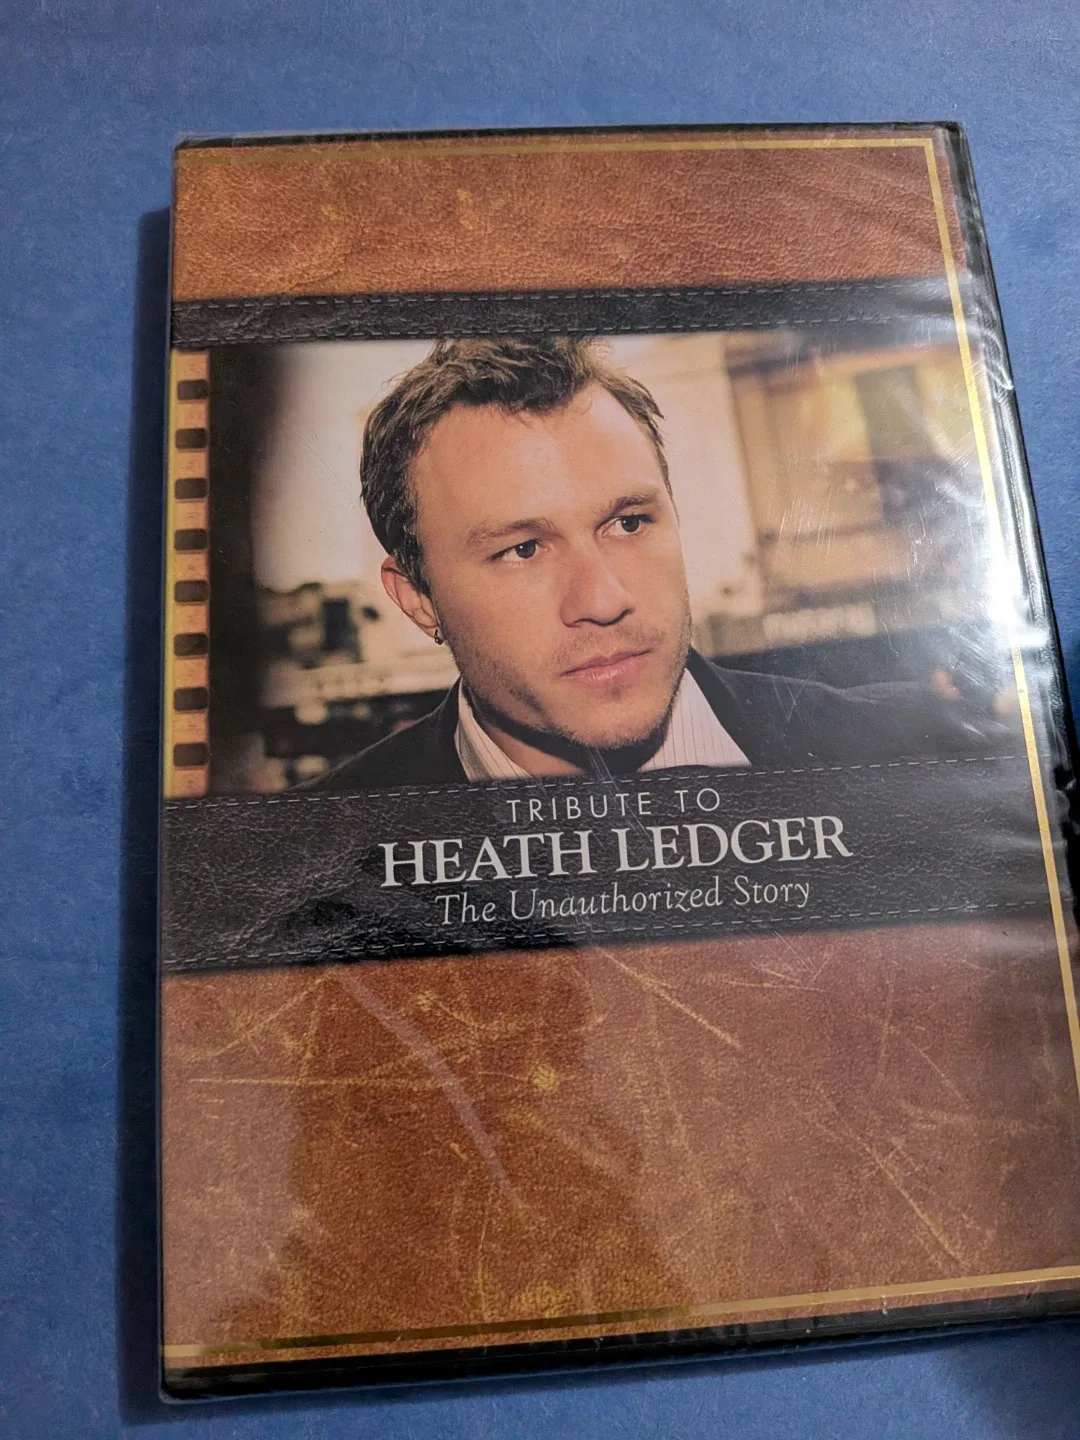 TRIBUTE TO
HEATH LEDGER
The Unauthorized Story